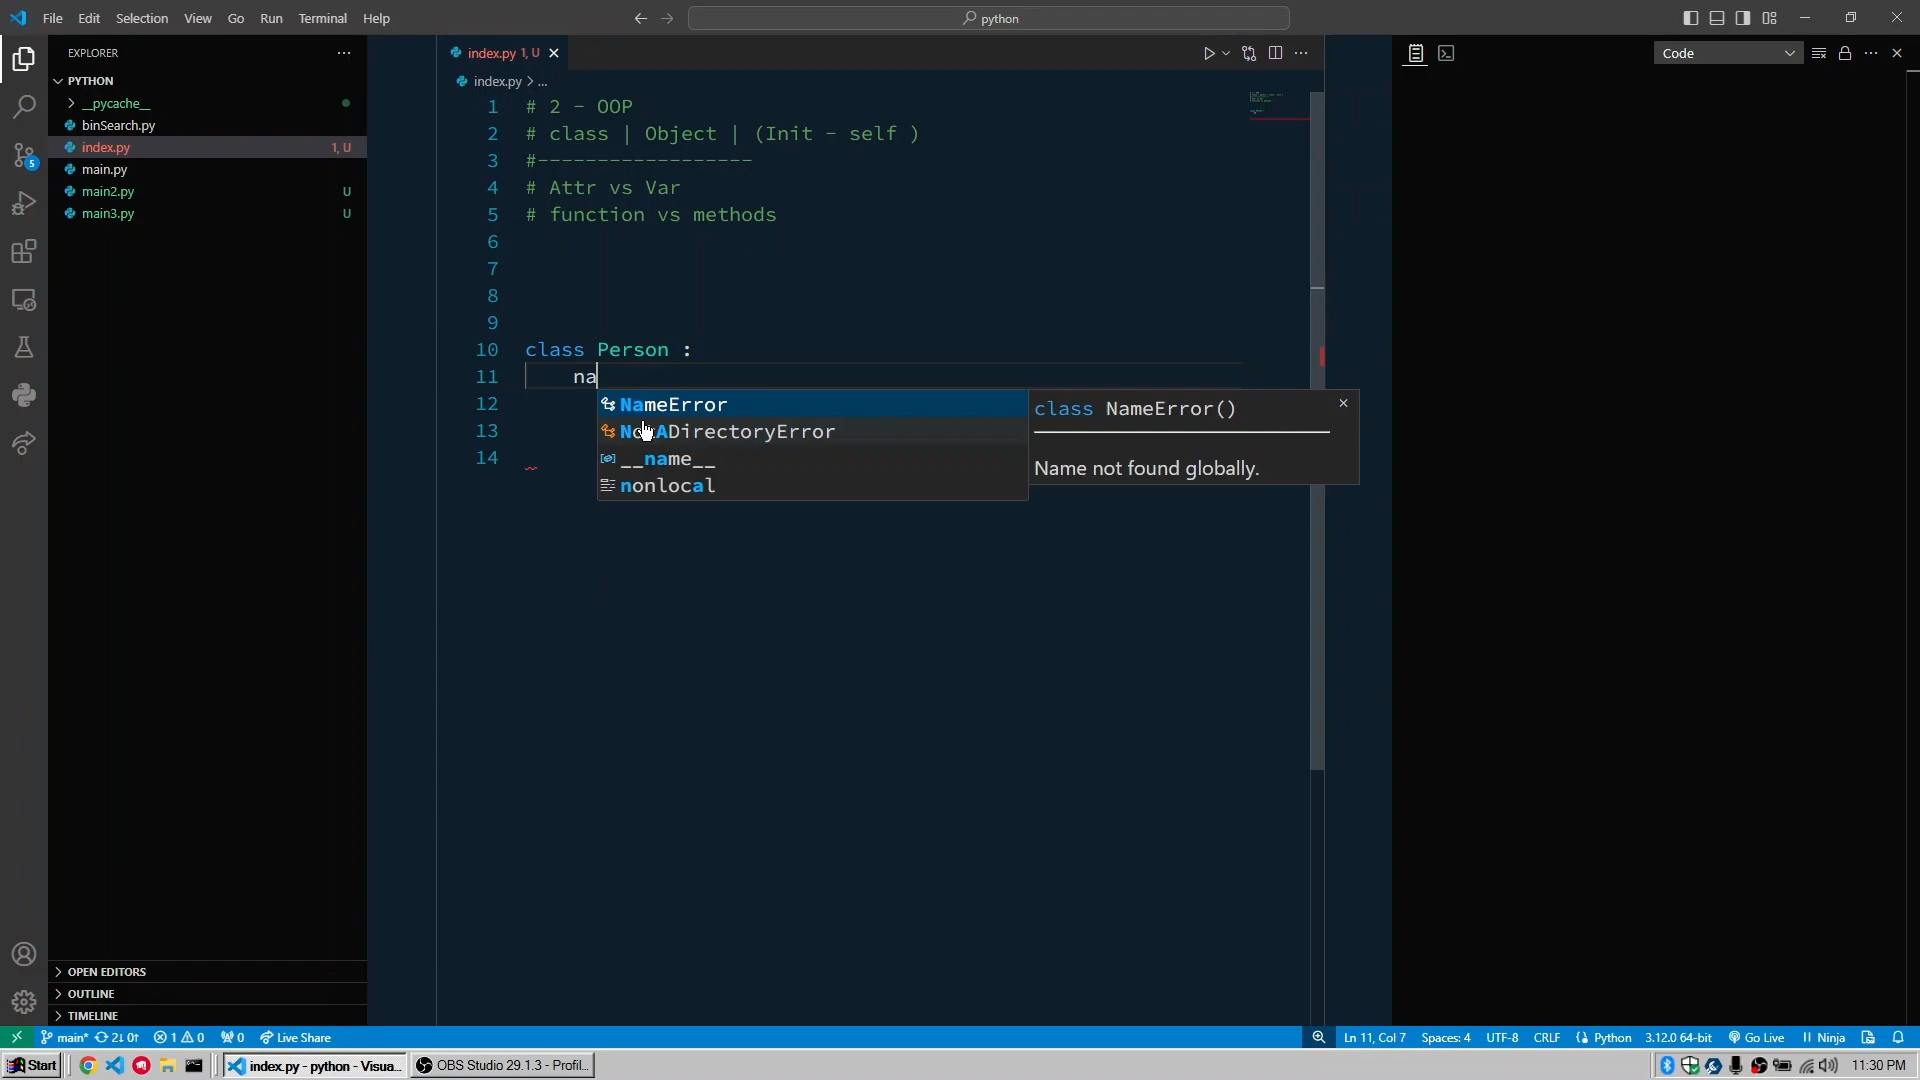 File Edit Selection View Go Run Terminal Help
python
EXPLORER
PYTHON
__pycache__
binSearch.py
index.py 1, U
main.py
main2.py U
main3.py U
5
OPEN EDITORS
OUTLINE
TIMELINE
index.py 1, U
index.py > ...
1 # 2 - OOP
2 # class | Object | (Init - self )
3 #------------------
4 # Attr vs Var
5 # function vs methods
6
7
8
9
10 class Person :
11 na
12
13
14
NameError
NotADirectoryError
__name__
nonlocal
class NameError()
Name not found globally.
Code
main* 2↓ 0↑ 1 0 0 Live Share
Ln 11, Col 7 Spaces: 4 UTF-8 CRLF Python 3.12.0 64-bit Go Live Ninja
Start index.py - python - Visua... OBS Studio 29.1.3 - Profil... 11:30 PM